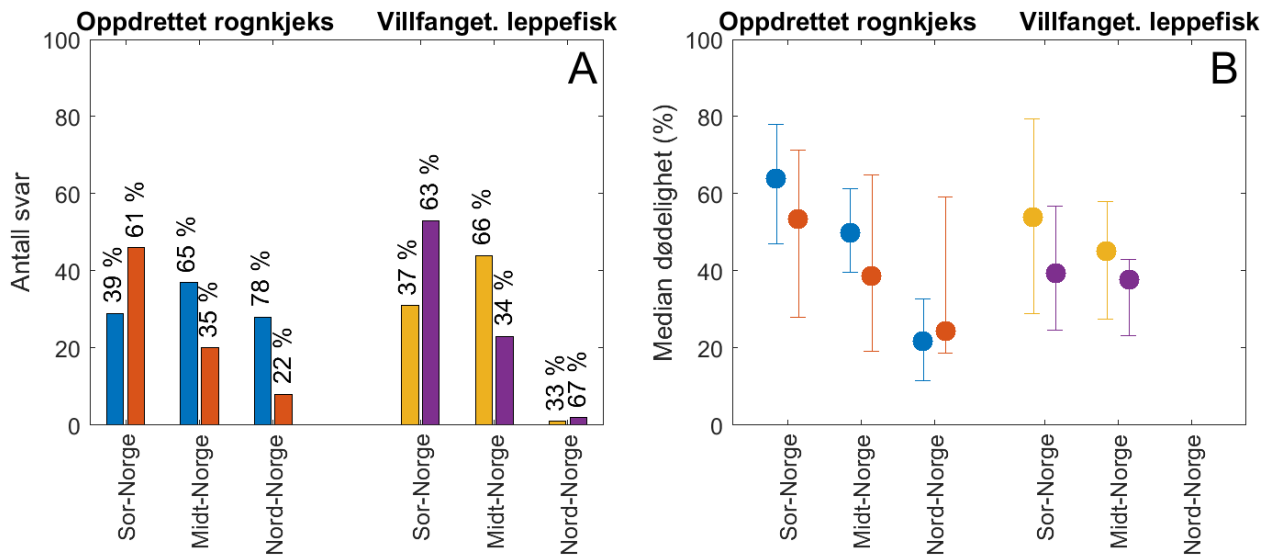 Oppdrettet rognkjeks
Villfanget. leppefisk
A
100
80
60
40
20
0
Antall svar
39 %
61 %
65 %
35 %
78 %
22 %
37 %
63 %
66 %
34 %
33 %
67 %
Sor-Norge
Midt-Norge
Nord-Norge
Sor-Norge
Midt-Norge
Nord-Norge
Oppdrettet rognkjeks
Villfanget. leppefisk
B
100
80
60
40
20
0
Median dødelighet (%)
Sor-Norge
Midt-Norge
Nord-Norge
Sor-Norge
Midt-Norge
Nord-Norge